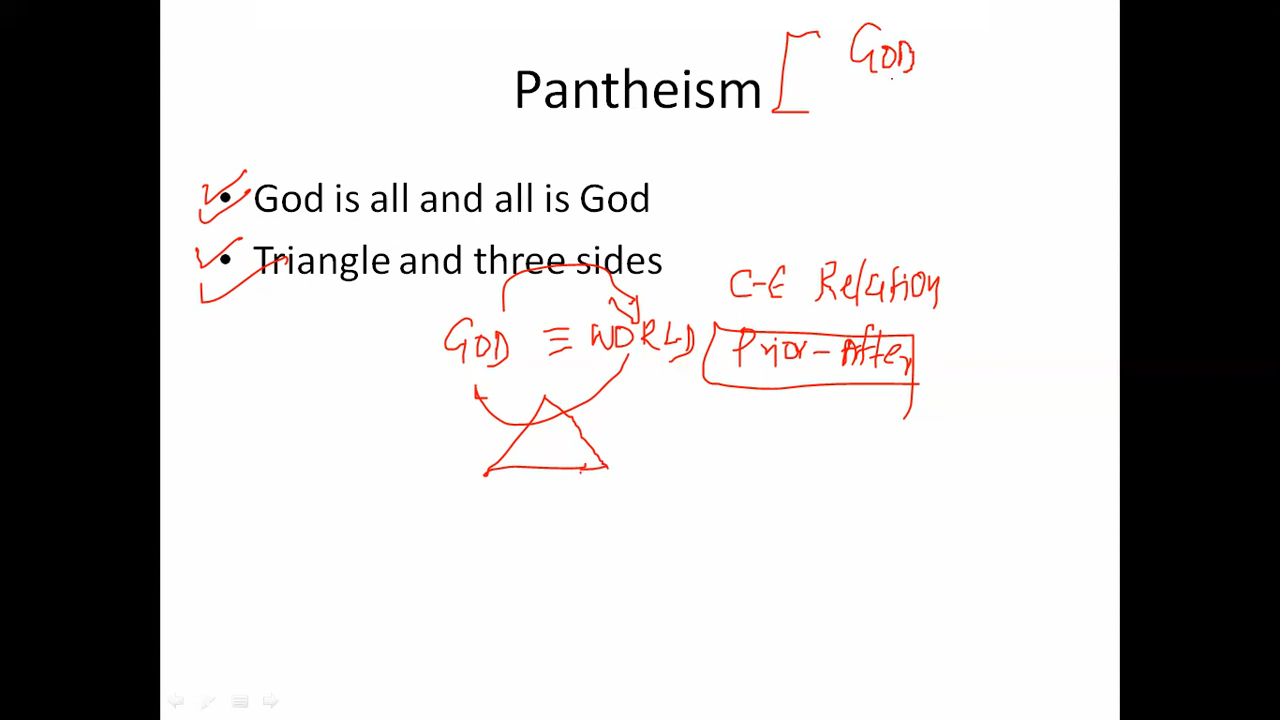 GOD
Pantheism
• God is all and all is God
• Triangle and three sides
C-E Relation
GOD ≡ WORLD
Prior - After